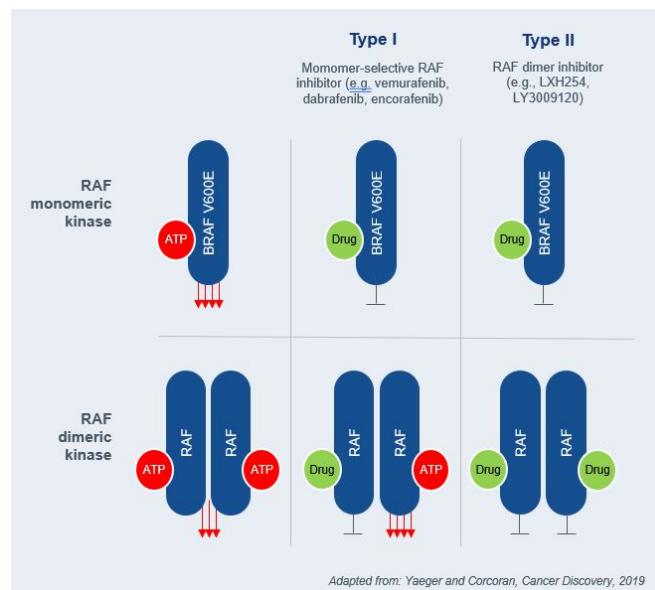 Type I
Type II
Momomer-selective RAF
inhibitor (e.g. vemurafenib,
dabrafenib, encorafenib)
RAF dimer inhibitor
(e.g., LXH254,
LY3009120)
RAF
monomeric
kinase
ATP
BRAF V600E
Drug
BRAF V600E
Drug
BRAF V600E
RAF
dimeric
kinase
ATP
RAF
RAF
ATP
Drug
RAF
RAF
ATP
Drug
RAF
RAF
Drug
Adapted from: Yaeger and Corcoran, Cancer Discovery, 2019